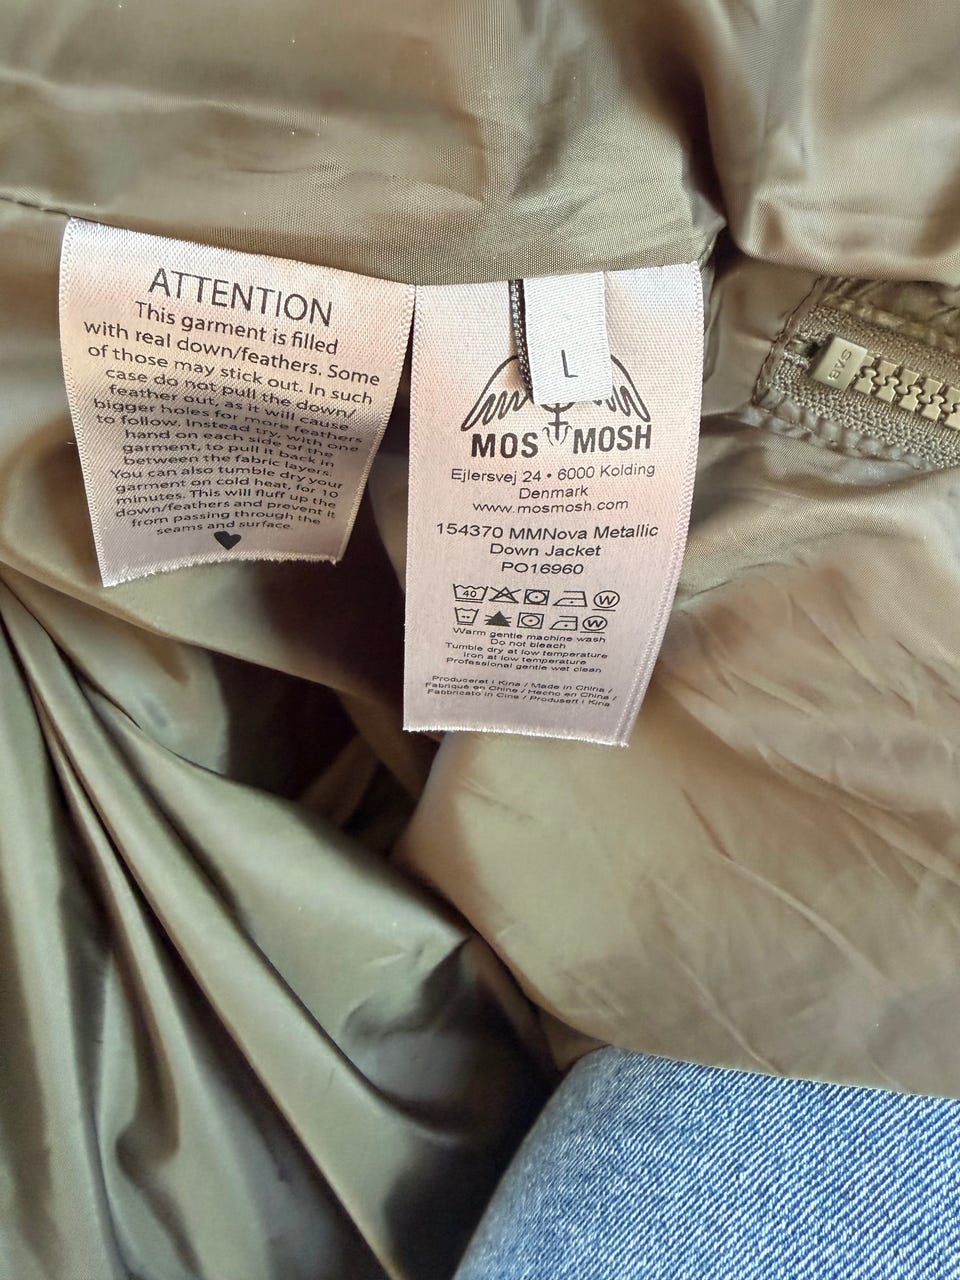 ATTENTION
This garment is filled
with real down/feathers. Some
of those may stick out. In such
case do not pull the down/
feather out, as it will cause
bigger holes for more feathers
to follow. Instead try, with one
hand on each side of the
garment, to pull it back in
between the fabric layers.
You can also tumble dry your
garment on cold heat, for 10
minutes. This will fluff up the
down/feathers and prevent it
from passing through the
seams and surface.
L
MOS MOSH
Ejlersvej 24 • 6000 Kolding
Denmark
www.mosmosh.com
154370 MMNova Metallic
Down Jacket
PO16960
40 W
W
Warm gentle machine wash
Do not bleach
Tumble dry at low temperature
Iron at low temperature
Professional gentle wet clean
Produceret i Kina / Made in China /
Fabriqué en Chine / Hecho en China /
Fabbricato in Cina / Produsert i Kina